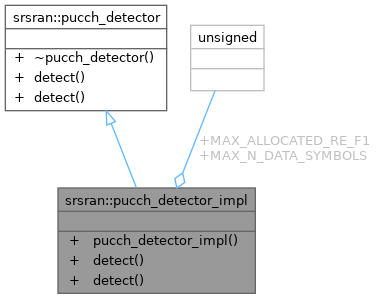 srsran::pucch_detector
+ ~pucch_detector()
+ detect()
+ detect()
unsigned
+MAX_ALLOCATED_RE_F1
+MAX_N_DATA_SYMBOLS
srsran::pucch_detector_impl
+ pucch_detector_impl()
+ detect()
+ detect()